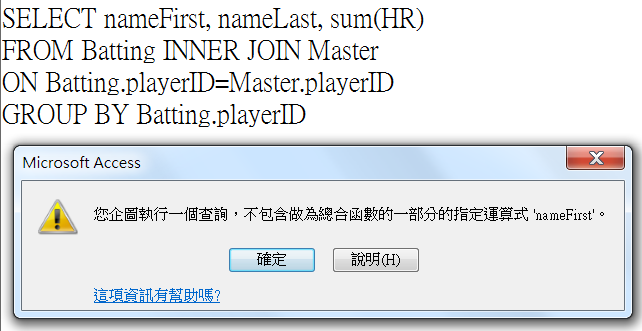 SELECT nameFirst, nameLast, sum(HR)
FROM Batting INNER JOIN Master
ON Batting.playerID=Master.playerID
GROUP BY Batting.playerID
Microsoft Access
您企圖執行一個查詢，不包含做為總合函數的一部分的指定運算式 'nameFirst'。
確定 說明(H)
這項資訊有幫助嗎?